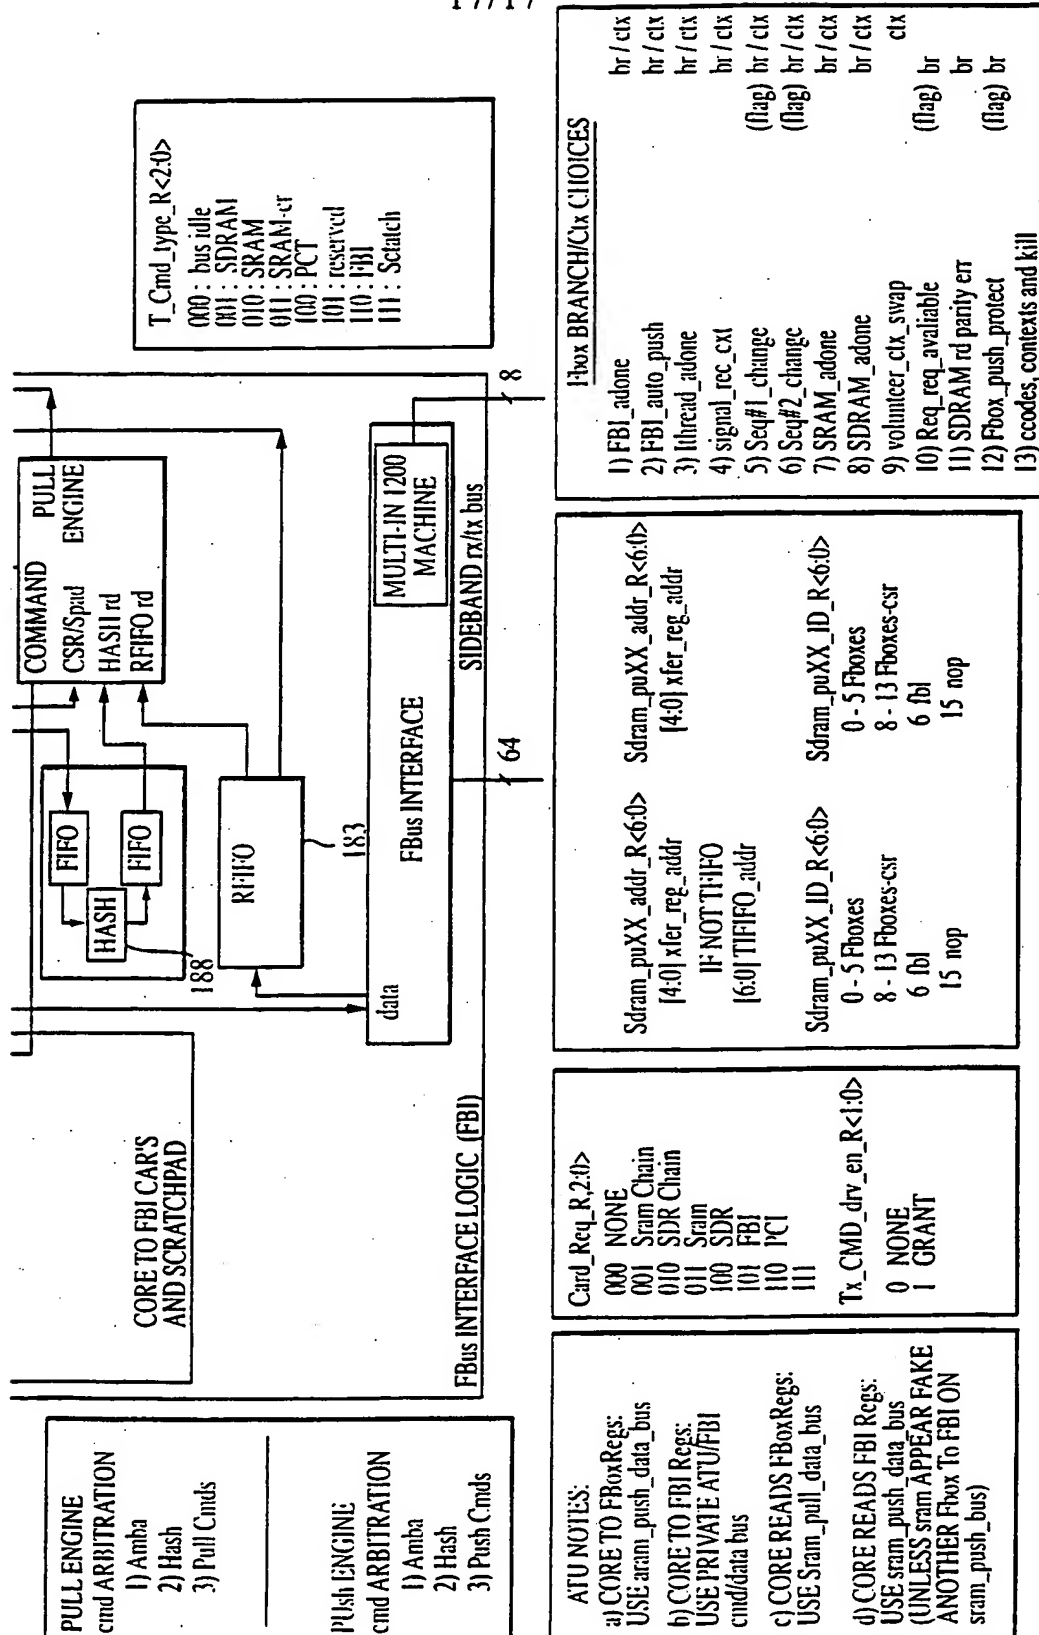 17/17
PULL ENGINE
cmd ARBITRATION
1) Amba
2) Hash
3) Pull Cmds
PUsh ENGINE
cmd ARBITRATION
1) Amba
2) Hash
3) Push Cmds
CORE TO FBI CAR'S
AND SCRATCHPAD
FIFO
HASH
FIFO
188
COMMAND
PULL
ENGINE
CSR/Spad
HASH rd
RFIFO rd
RFIFO
183
data
FBus INTERFACE
MULTI-IN 1200
MACHINE
FBus INTERFACE LOGIC (FBI)
SIDEBAND rx/tx bus
64
8
T_Cmd_type_R<2:0>
000 : bus idle
001 : SDRAM
010 : SRAM
011 : SRAM-cr
100 : PCT
101 : reserved
110 : FBI
111 : Sctatch
ATU NOTES:
a) CORE TO FBoxRegs:
USE aram_push_data_bus
b) CORE TO FBI Regs:
USE PRIVATE ATU/FBI
cmd/data bus
c) CORE READS FBoxRegs:
USE Sram_pull_data_bus
d) CORE READS FBI Regs:
USE sram_push_data_bus
(UNLESS sram APPEAR FAKE
ANOTHER Fbox To FBI ON
sram_push_bus)
Card_Req_R,2:0>
000 NONE
001 Sram Chain
010 SDR Chain
011 Sram
100 SDR
101 FBI
110 PCI
111
Tx_CMD_drv_en_R<1:0>
0 NONE
1 GRANT
Sdram_puXX_addr_R<6:0>
[4:0] xfer_reg_addr
IF NOT TFIFO
[6:0] TFIFO_addr
Sdram_puXX_ID_R<6:0>
0 - 5 Fboxes
8 - 13 Fboxes-csr
6 fbI
15 nop
Sdram_puXX_addr_R<6:0>
[4:0] xfer_reg_addr
Sdram_puXX_ID_R<6:0>
0 - 5 Fboxes
8 - 13 Fboxes-csr
6 fbI
15 nop
Fbox BRANCH/Ctx CHOICES
1) FBI_adone br / ctx
2) FBI_auto_push br / ctx
3) Ithread_adone br / ctx
4) signal_rec_cxt br / ctx
5) Seq#1_change (flag) br / ctx
6) Seq#2_change (flag) br / ctx
7) SRAM_adone br / ctx
8) SDRAM_adone br / ctx
9) volunteer_ctx_swap ctx
10) Req_req_avaliable (flag) br
11) SDRAM rd parity err br
12) Fbox_push_protect (flag) br
13) ccodes, contexts and kill